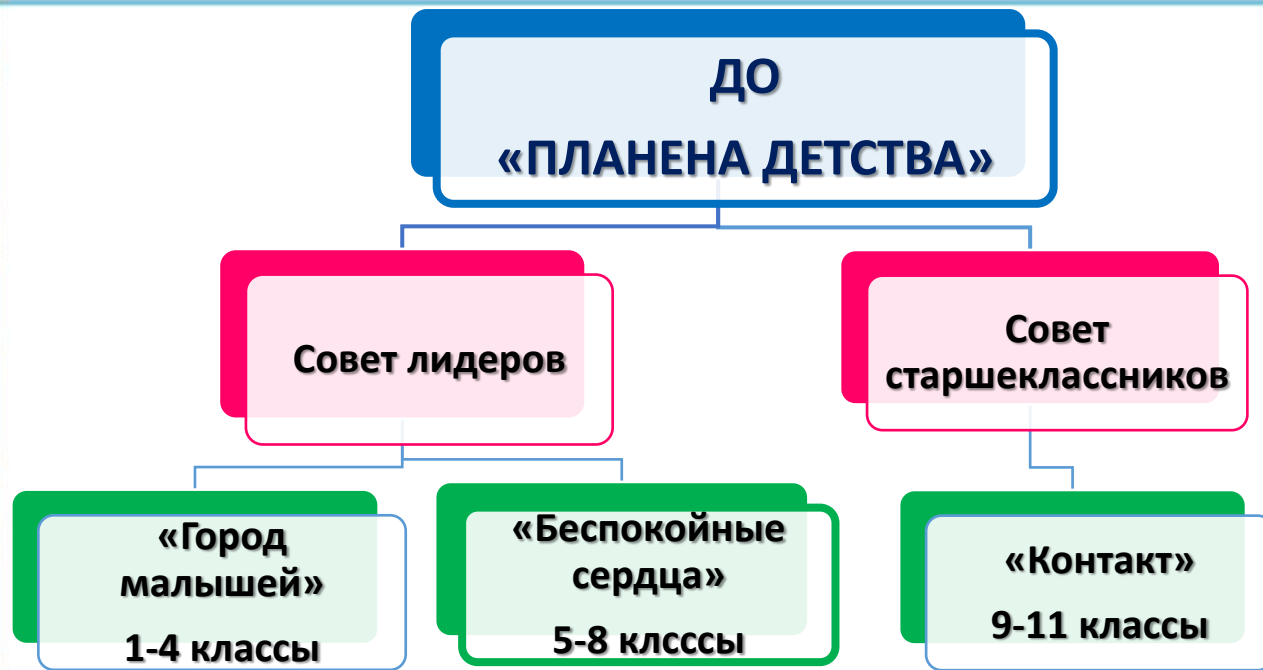 ДО
«ПЛАНЕНА ДЕТСТВА»
Совет лидеров
Совет
старшеклассников
«Город
малышей»
1-4 классы
«Беспокойные
сердца»
5-8 клсссы
«Контакт»
9-11 классы